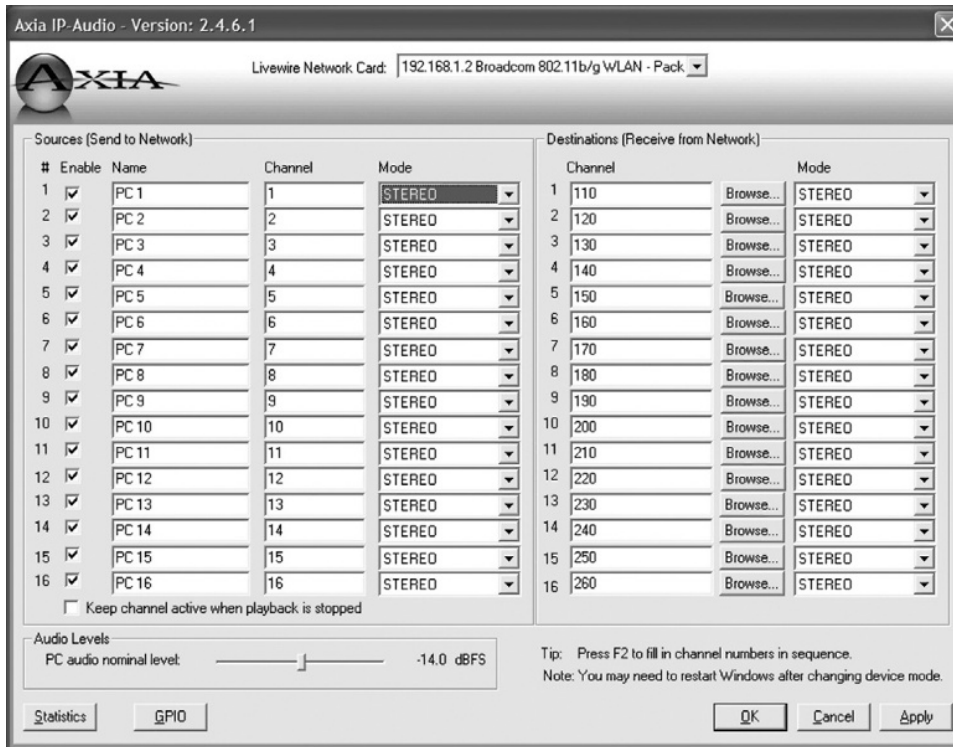 Axia IP-Audio - Version: 2.4.6.1
AXIA
Livewire Network Card: 192.168.1.2 Broadcom 802.11b/g WLAN - Pack
Sources (Send to Network)
# Enable Name Channel Mode
1 PC 1 1 STEREO
2 PC 2 2 STEREO
3 PC 3 3 STEREO
4 PC 4 4 STEREO
5 PC 5 5 STEREO
6 PC 6 6 STEREO
7 PC 7 7 STEREO
8 PC 8 8 STEREO
9 PC 9 9 STEREO
10 PC 10 10 STEREO
11 PC 11 11 STEREO
12 PC 12 12 STEREO
13 PC 13 13 STEREO
14 PC 14 14 STEREO
15 PC 15 15 STEREO
16 PC 16 16 STEREO
Keep channel active when playback is stopped
Destinations (Receive from Network)
Channel Mode
1 110 Browse... STEREO
2 120 Browse... STEREO
3 130 Browse... STEREO
4 140 Browse... STEREO
5 150 Browse... STEREO
6 160 Browse... STEREO
7 170 Browse... STEREO
8 180 Browse... STEREO
9 190 Browse... STEREO
10 200 Browse... STEREO
11 210 Browse... STEREO
12 220 Browse... STEREO
13 230 Browse... STEREO
14 240 Browse... STEREO
15 250 Browse... STEREO
16 260 Browse... STEREO
Audio Levels
PC audio nominal level: -14.0 dBFS
Tip: Press F2 to fill in channel numbers in sequence.
Note: You may need to restart Windows after changing device mode.
Statistics GPIO OK Cancel Apply